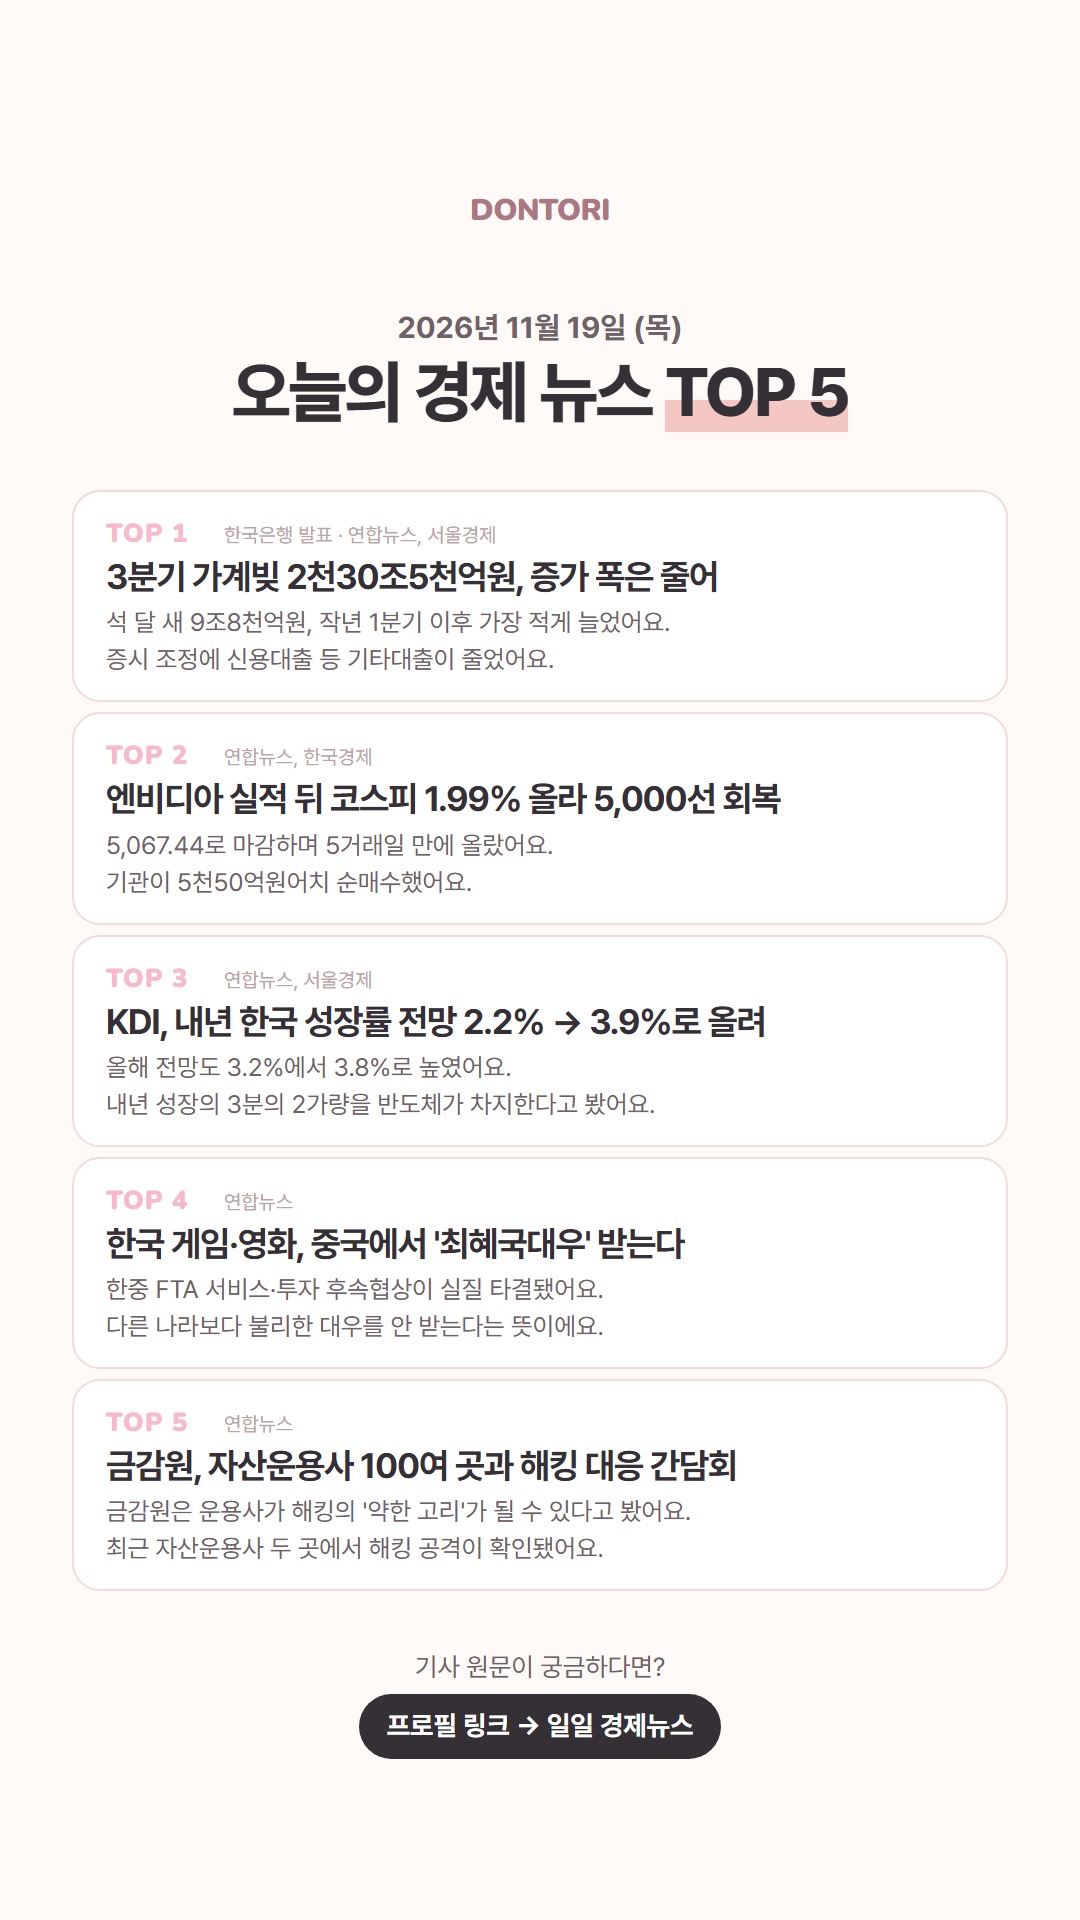 DONTORI
2026년 11월 19일 (목)
오늘의 경제 뉴스 TOP 5
TOP 1 한국은행 발표 · 연합뉴스, 서울경제
3분기 가계빚 2천30조5천억원, 증가 폭은 줄어
석 달 새 9조8천억원, 작년 1분기 이후 가장 적게 늘었어요.
증시 조정에 신용대출 등 기타대출이 줄었어요.
TOP 2 연합뉴스, 한국경제
엔비디아 실적 뒤 코스피 1.99% 올라 5,000선 회복
5,067.44로 마감하며 5거래일 만에 올랐어요.
기관이 5천50억원어치 순매수했어요.
TOP 3 연합뉴스, 서울경제
KDI, 내년 한국 성장률 전망 2.2% → 3.9%로 올려
올해 전망도 3.2%에서 3.8%로 높였어요.
내년 성장의 3분의 2가량을 반도체가 차지한다고 봤어요.
TOP 4 연합뉴스
한국 게임·영화, 중국에서 '최혜국대우' 받는다
한중 FTA 서비스·투자 후속협상이 실질 타결됐어요.
다른 나라보다 불리한 대우를 안 받는다는 뜻이에요.
TOP 5 연합뉴스
금감원, 자산운용사 100여 곳과 해킹 대응 간담회
금감원은 운용사가 해킹의 '약한 고리'가 될 수 있다고 봤어요.
최근 자산운용사 두 곳에서 해킹 공격이 확인됐어요.
기사 원문이 궁금하다면?
프로필 링크 → 일일 경제뉴스